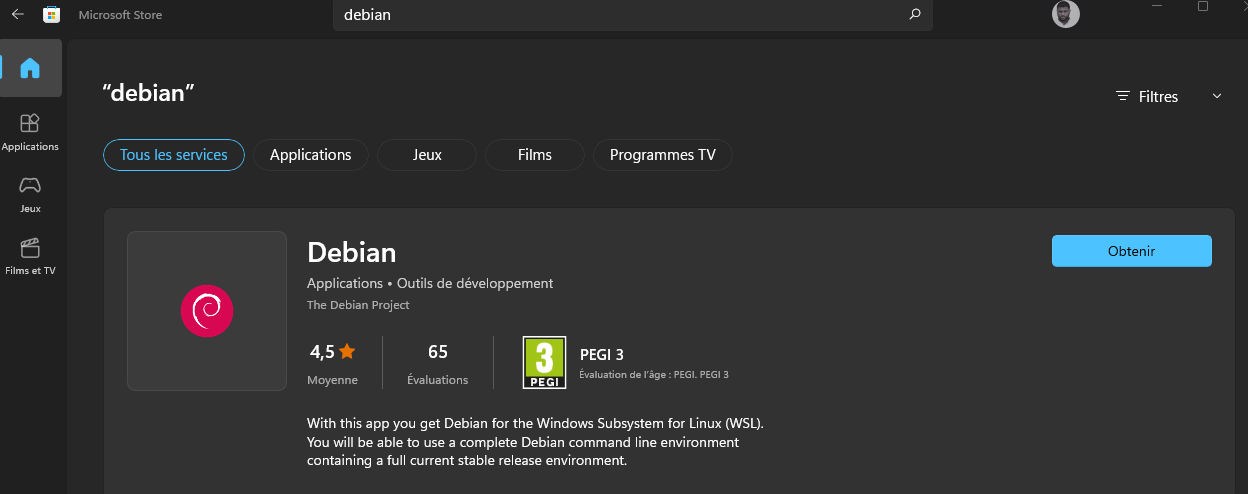 Microsoft Store
debian
“debian”
Filtres
Applications
Jeux
Films et TV
Tous les services
Applications
Jeux
Films
Programmes TV
Debian
Obtenir
Applications • Outils de développement
The Debian Project
4,5
Moyenne
65
Évaluations
3
PEGI
PEGI 3
Évaluation de l'âge : PEGI. PEGI 3
With this app you get Debian for the Windows Subsystem for Linux (WSL).
You will be able to use a complete Debian command line environment
containing a full current stable release environment.